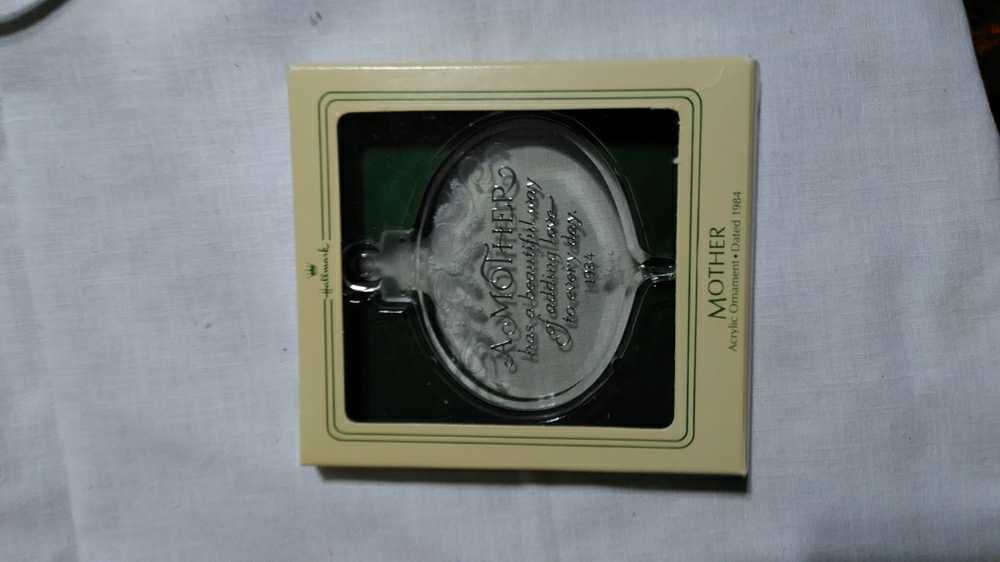 Hallmark
A MOTHER
has a beautiful way
of adding love
to every day.
1984
MOTHER
Acrylic Ornament • Dated 1984